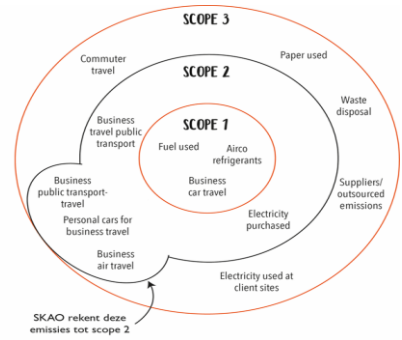 SCOPE 3
Commuter
travel
Paper used
SCOPE 2
Waste
disposal
Business
travel public
transport
SCOPE 1
Fuel used
Airco
refrigerants
Business
car travel
Business
public transport-
travel
Personal cars for
business travel
Business
air travel
Suppliers/
outsourced
emissions
Electricity
purchased
Electricity used at
client sites
SKAO rekent deze
emissies tot scope 2